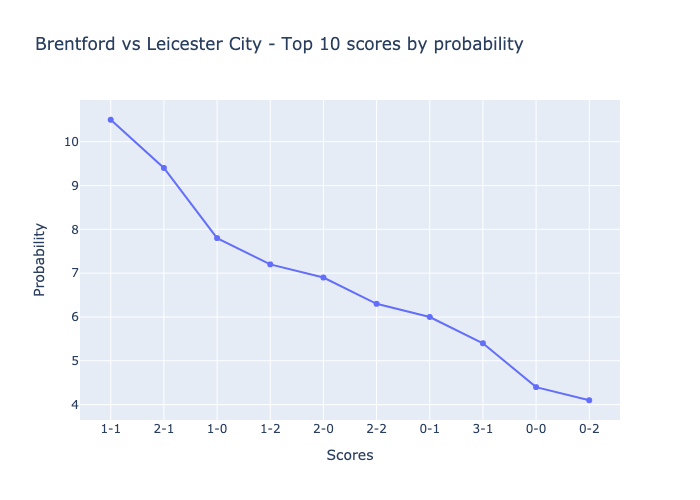 Brentford vs Leicester City - Top 10 scores by probability
10
9
8
7
6
5
4
Probability
1-1 2-1 1-0 1-2 2-0 2-2 0-1 3-1 0-0 0-2
Scores